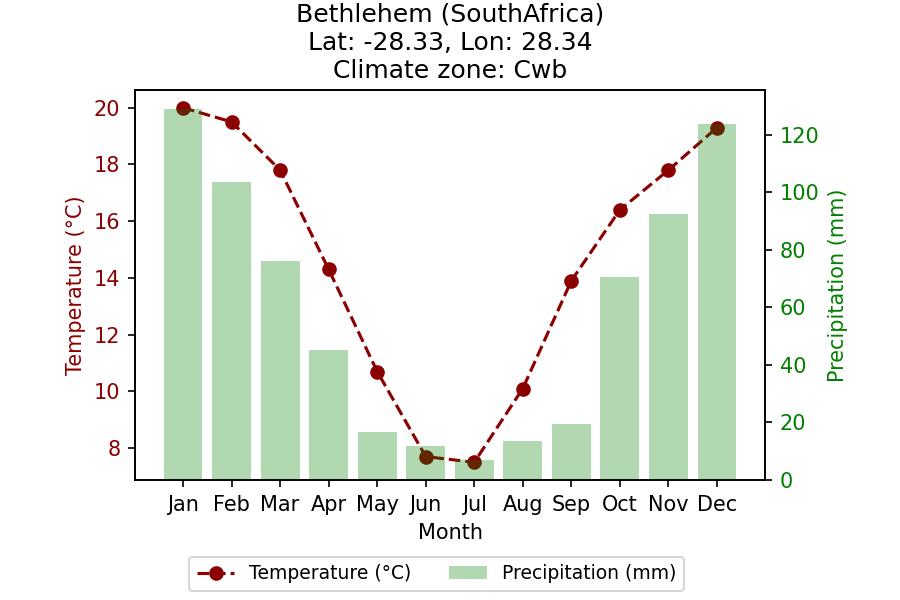 Bethlehem (SouthAfrica)
Lat: -28.33, Lon: 28.34
Climate zone: Cwb
Temperature (°C)
20
18
16
14
12
10
8
Precipitation (mm)
120
100
80
60
40
20
0
Jan Feb Mar Apr May Jun Jul Aug Sep Oct Nov Dec
Month
Temperature (°C) Precipitation (mm)